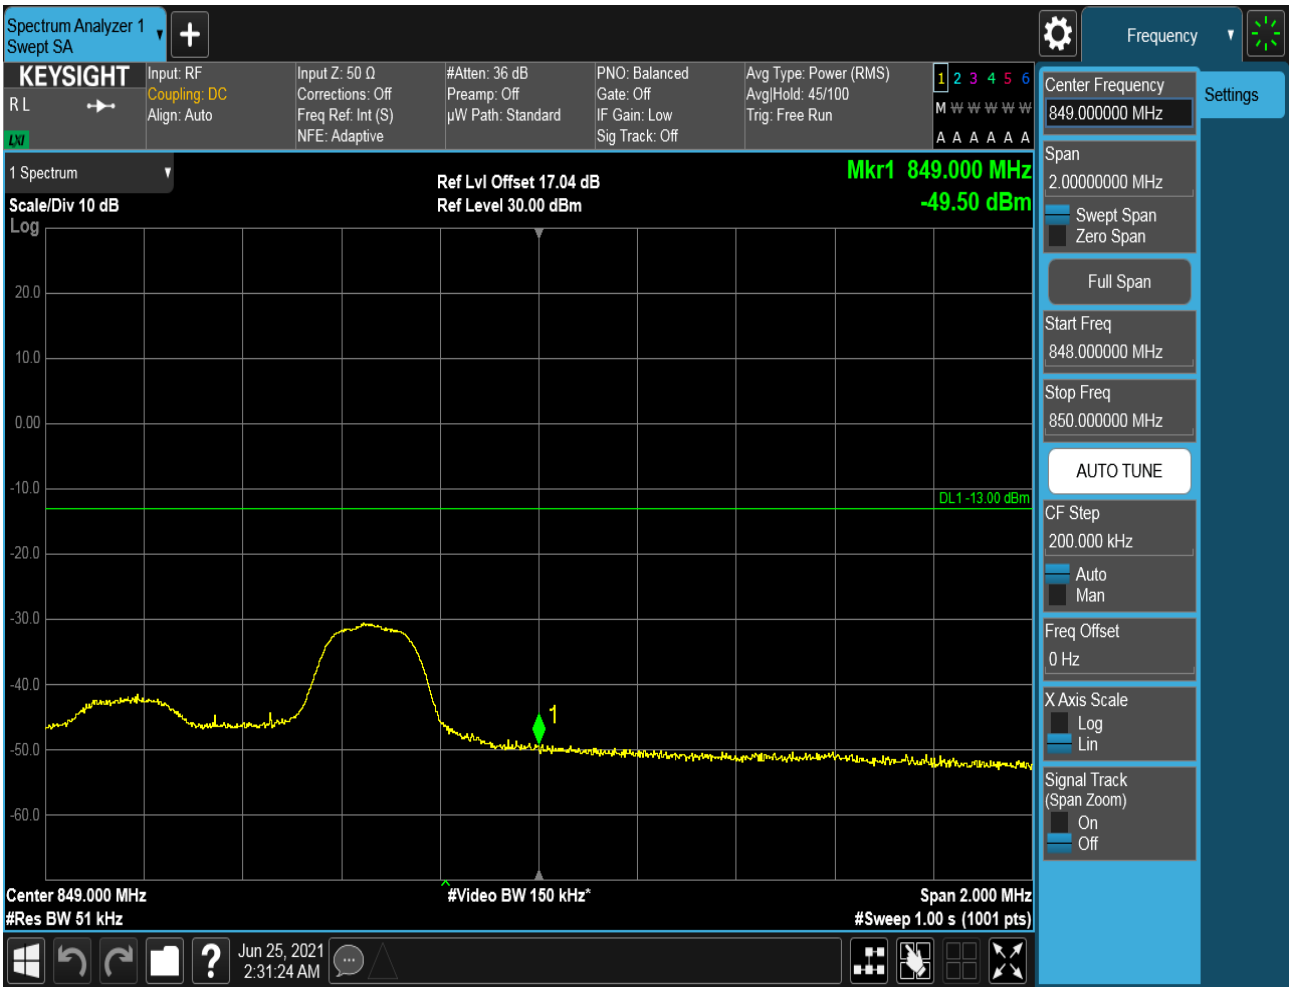 Spectrum Analyzer 1
Swept SA
+
Frequency
KEYSIGHT
R L
LXI
Input: RF
Coupling: DC
Align: Auto
Input Z: 50 Ω
Corrections: Off
Freq Ref: Int (S)
NFE: Adaptive
#Atten: 36 dB
Preamp: Off
µW Path: Standard
PNO: Balanced
Gate: Off
IF Gain: Low
Sig Track: Off
Avg Type: Power (RMS)
Avg|Hold: 45/100
Trig: Free Run
1 2 3 4 5 6
M W W W W W
A A A A A A
1 Spectrum
Scale/Div 10 dB
Log
Ref Lvl Offset 17.04 dB
Ref Level 30.00 dBm
Mkr1 849.000 MHz
-49.50 dBm
20.0
10.0
0.00
-10.0
DL1 -13.00 dBm
-20.0
-30.0
-40.0
1
-50.0
-60.0
Center 849.000 MHz
#Video BW 150 kHz*
Span 2.000 MHz
#Res BW 51 kHz
#Sweep 1.00 s (1001 pts)
Center Frequency
849.000000 MHz
Settings
Span
2.00000000 MHz
Swept Span
Zero Span
Full Span
Start Freq
848.000000 MHz
Stop Freq
850.000000 MHz
AUTO TUNE
CF Step
200.000 kHz
Auto
Man
Freq Offset
0 Hz
X Axis Scale
Log
Lin
Signal Track
(Span Zoom)
On
Off
?
Jun 25, 2021
2:31:24 AM